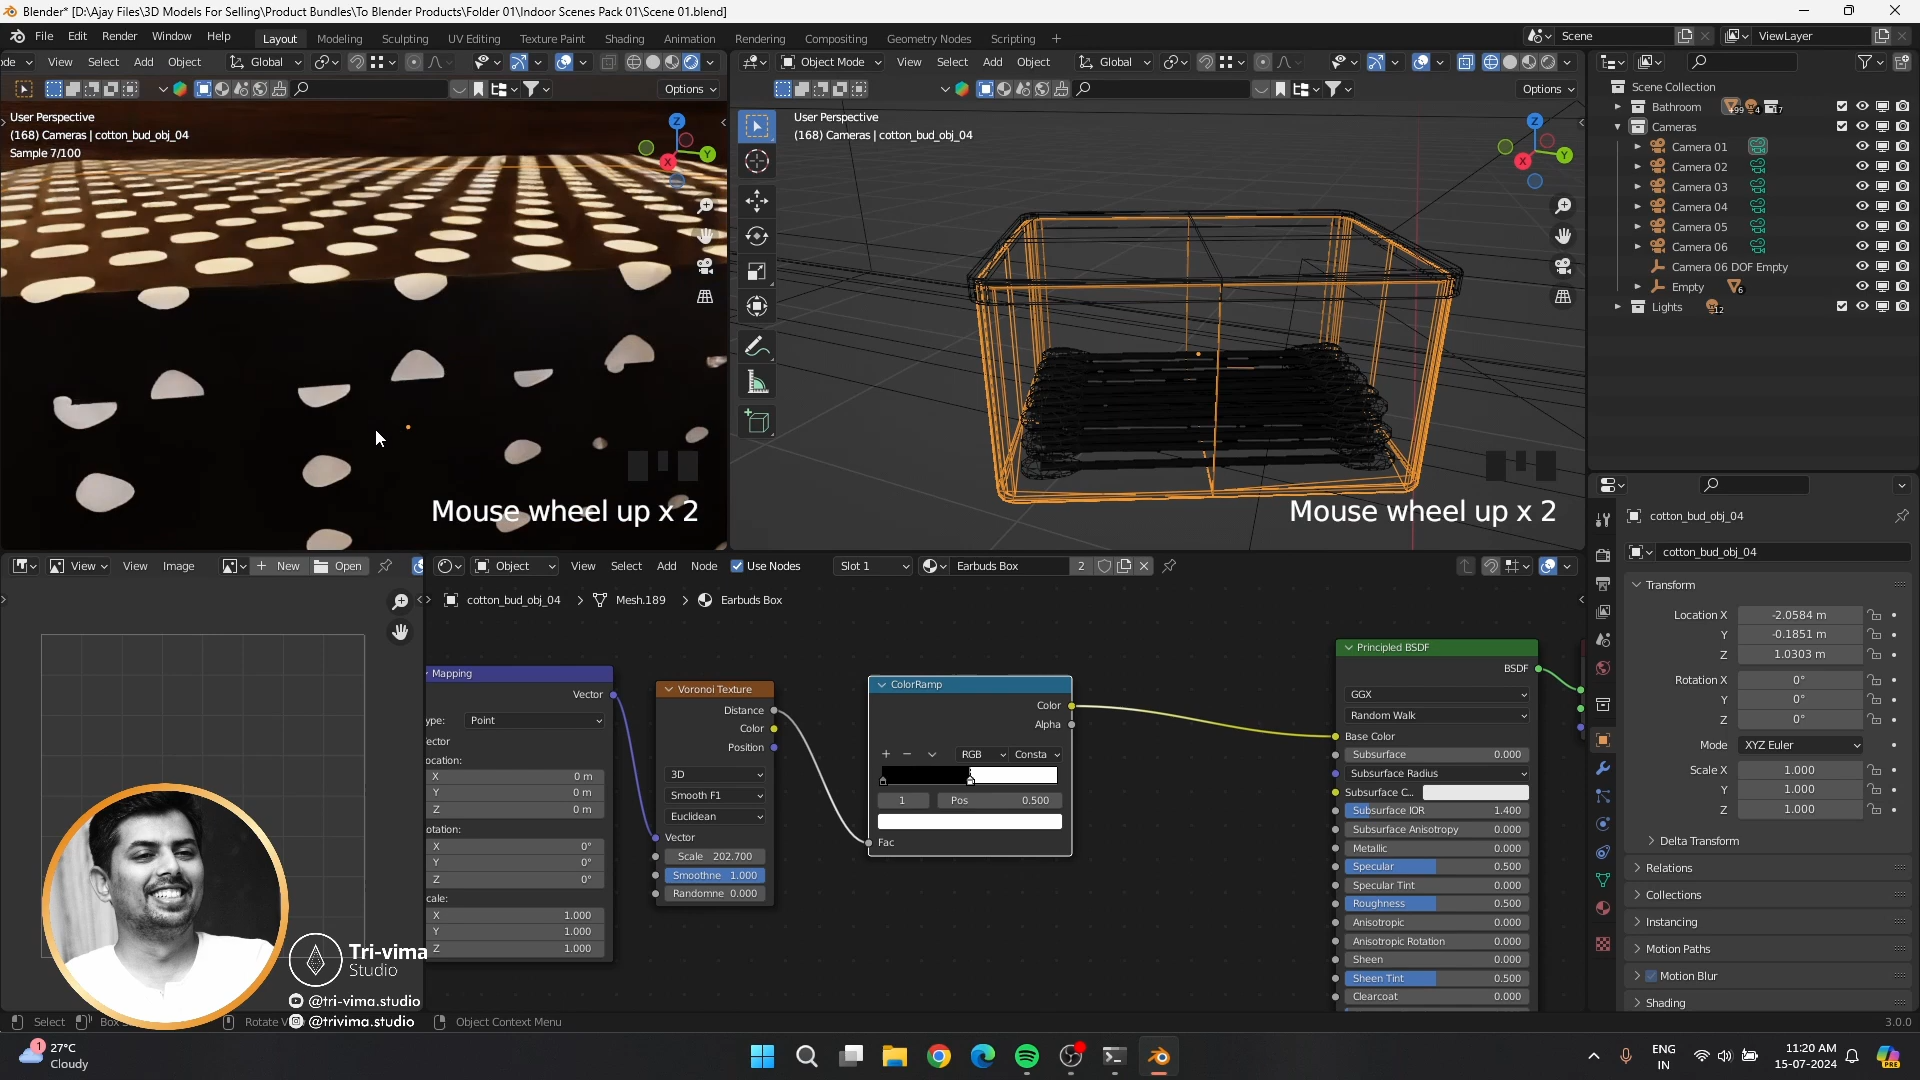 Blender* [D:\Ajay Files\3D Models For Selling\Product Bundles\To Blender Products\Folder 01\Indoor Scenes Pack 01\Scene 01.blend]
File Edit Render Window Help Layout Modeling Sculpting UV Editing Texture Paint Shading Animation Rendering Compositing Geometry Nodes Scripting + Scene ViewLayer
ode View Select Add Object Global Object Mode View Select Add Object Global
Options Options
User Perspective
(168) Cameras | cotton_bud_obj_04
Sample 7/100
Z
Y
X
Mouse wheel up x 2
User Perspective
(168) Cameras | cotton_bud_obj_04
Z
Y
X
Mouse wheel up x 2
Scene Collection
Bathroom 99 4 17
Cameras
Camera 01
Camera 02
Camera 03
Camera 04
Camera 05
Camera 06
Camera 06 DOF Empty
Empty 6
Lights 12
View View Image + New Open
Object View Select Add Node Use Nodes Slot 1 Earbuds Box 2
cotton_bud_obj_04 > Mesh.189 > Earbuds Box
Mapping
Vector
ype: Point
ector
ocation:
X 0 m
Y 0 m
Z 0 m
otation:
X 0°
Y 0°
Z 0°
cale:
X 1.000
Y 1.000
Z 1.000
Voronoi Texture
Distance
Color
Position
3D
Smooth F1
Euclidean
Vector
Scale 202.700
Smoothne 1.000
Randomne 0.000
ColorRamp
Color
Alpha
+ − RGB Consta
1 Pos 0.500
Fac
Principled BSDF
BSDF
GGX
Random Walk
Base Color
Subsurface 0.000
Subsurface Radius
Subsurface C...
Subsurface IOR 1.400
Subsurface Anisotropy 0.000
Metallic 0.000
Specular 0.500
Specular Tint 0.000
Roughness 0.500
Anisotropic 0.000
Anisotropic Rotation 0.000
Sheen 0.000
Sheen Tint 0.500
Clearcoat 0.000
cotton_bud_obj_04
cotton_bud_obj_04
Transform
Location X -2.0584 m
Y -0.1851 m
Z 1.0303 m
Rotation X 0°
Y 0°
Z 0°
Mode XYZ Euler
Scale X 1.000
Y 1.000
Z 1.000
Delta Transform
Relations
Collections
Instancing
Motion Paths
Motion Blur
Shading
Tri-vima
Studio
@tri-vima.studio
@trivima.studio
Select Box S Rotate V Object Context Menu 3.0.0
1
27°C
Cloudy
ENG
IN
11:20 AM
15-07-2024
PRE